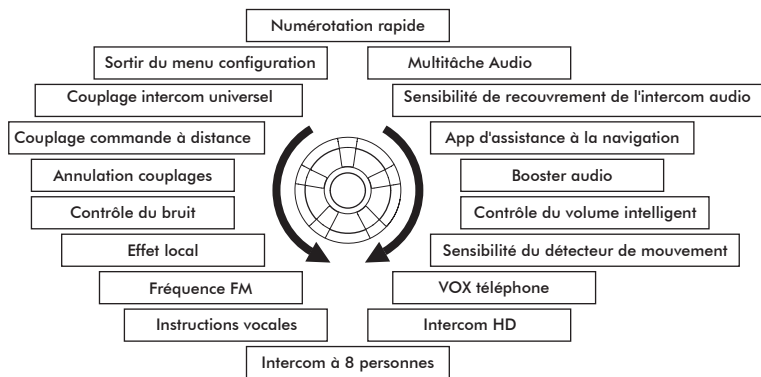 Numérotation rapide
Sortir du menu configuration
Multitâche Audio
Couplage intercom universel
Sensibilité de recouvrement de l'intercom audio
Couplage commande à distance
App d'assistance à la navigation
Annulation couplages
Booster audio
Contrôle du bruit
Contrôle du volume intelligent
Effet local
Sensibilité du détecteur de mouvement
Fréquence FM
VOX téléphone
Instructions vocales
Intercom HD
Intercom à 8 personnes